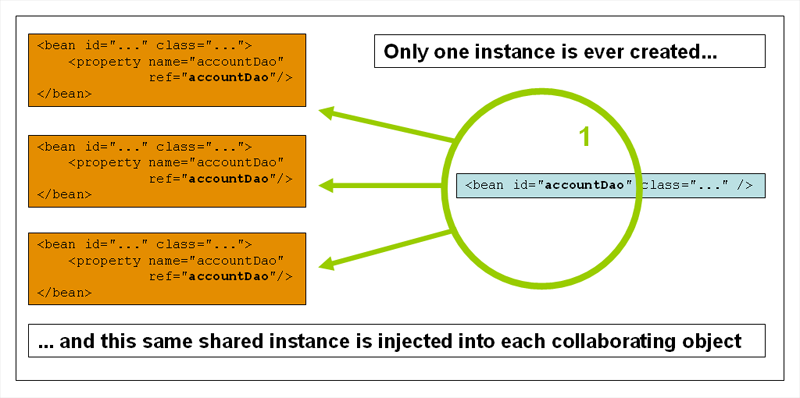 <bean id="..." class="...">
<property name="accountDao"
ref="accountDao"/>
</bean>
Only one instance is ever created...
<bean id="..." class="...">
<property name="accountDao"
ref="accountDao"/>
</bean>
1
<bean id="accountDao" class="..." />
<bean id="..." class="...">
<property name="accountDao"
ref="accountDao"/>
</bean>
... and this same shared instance is injected into each collaborating object